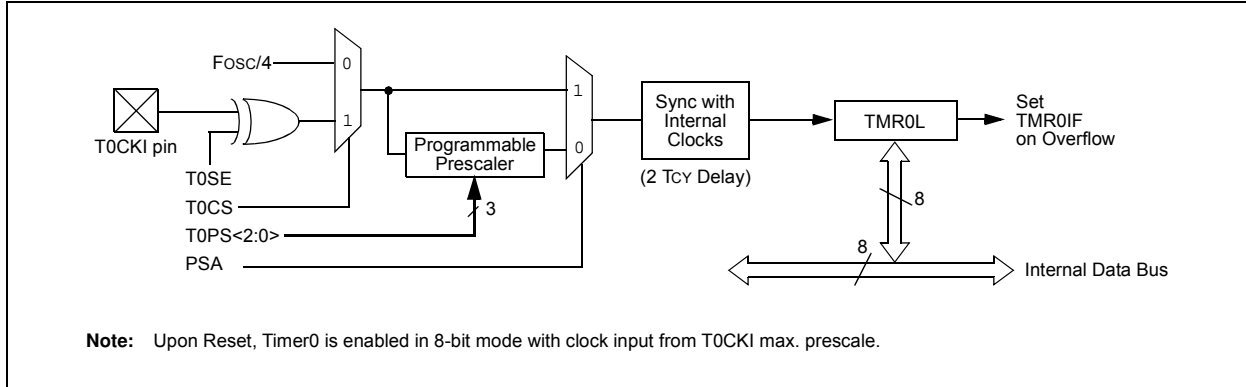 FOSC/4
0
1
T0CKI pin
T0SE
T0CS
T0PS<2:0>
PSA
Programmable
Prescaler
3
1
0
Sync with
Internal
Clocks
(2 TCY Delay)
TMR0L
Set
TMR0IF
on Overflow
8
8
Internal Data Bus
Note: Upon Reset, Timer0 is enabled in 8-bit mode with clock input from T0CKI max. prescale.